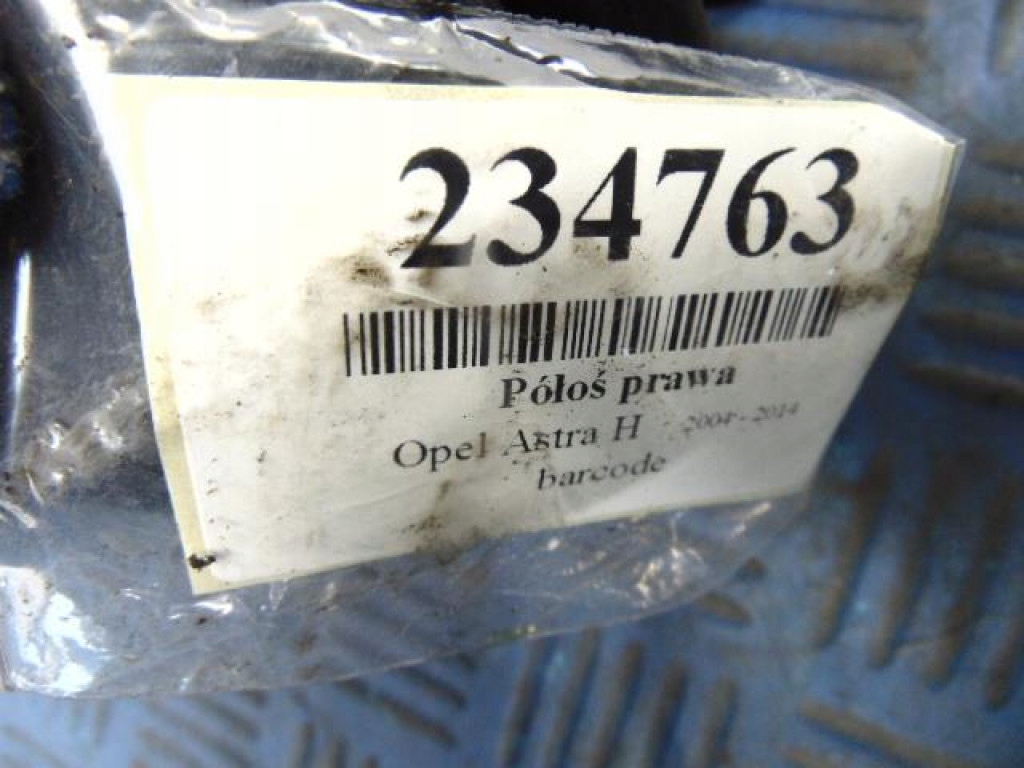 234763
Półoś prawa
Opel Astra H - 2004 - 2014
barcode